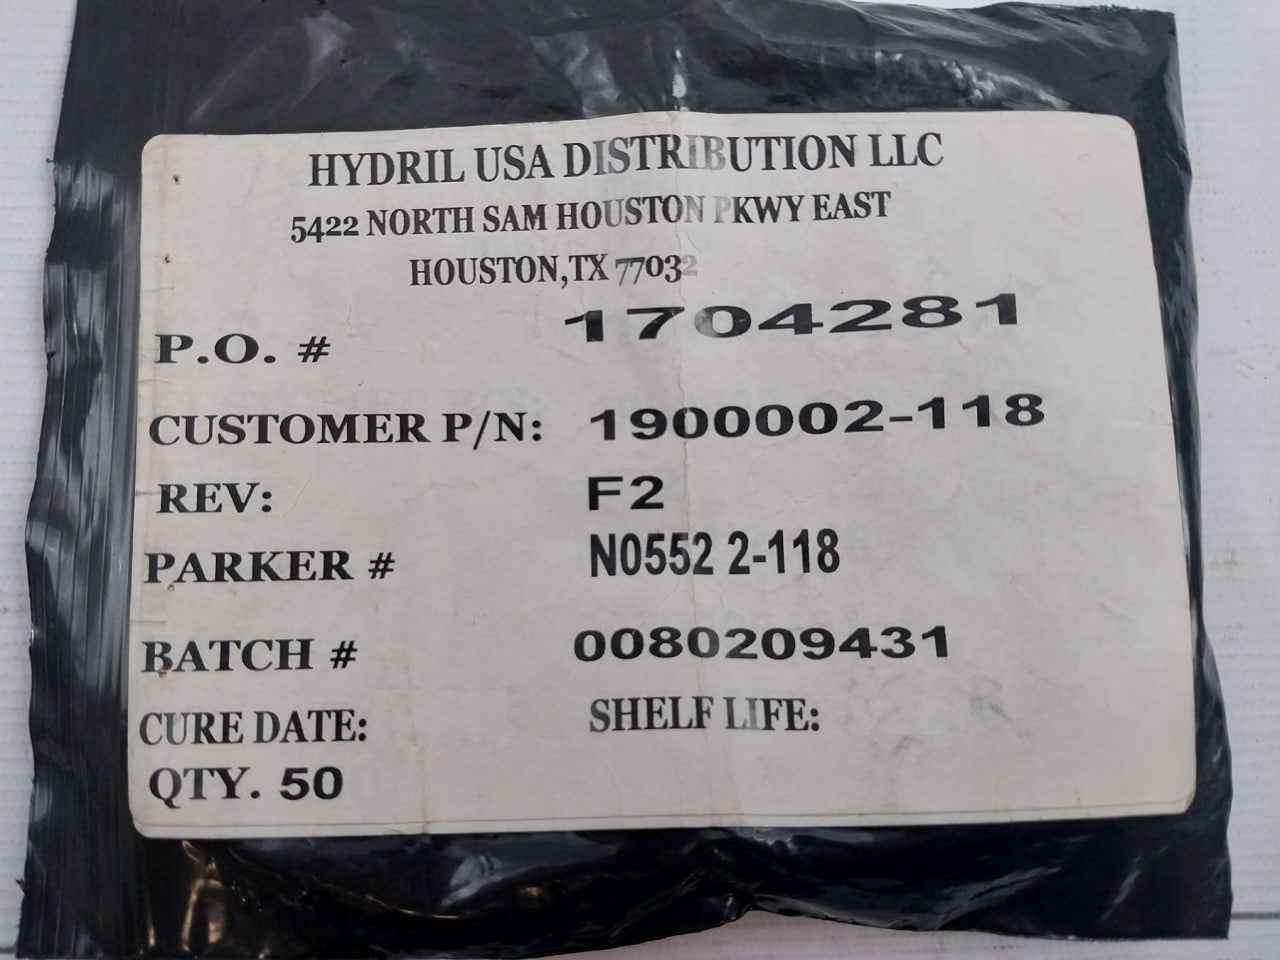 HYDRIL USA DISTRIBUTION LLC
5422 NORTH SAM HOUSTON PKWY EAST
HOUSTON,TX 77032
P.O. # 1704281
CUSTOMER P/N: 1900002-118
REV: F2
PARKER # N0552 2-118
BATCH # 0080209431
CURE DATE: SHELF LIFE:
QTY. 50